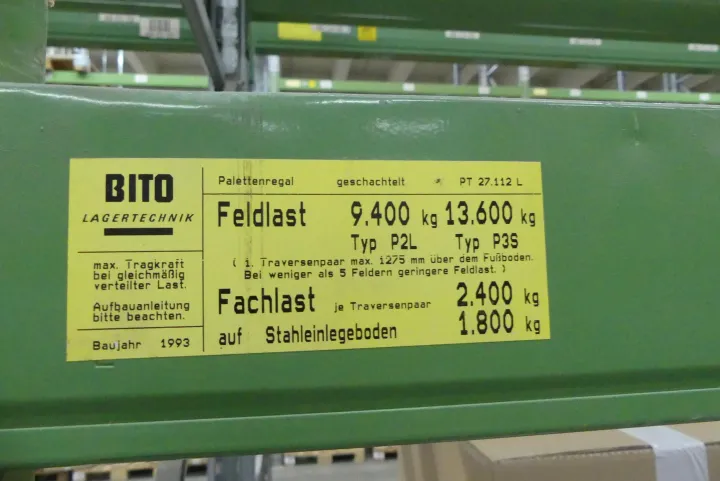 BITO
LAGERTECHNIK
max. Tragkraft
bei gleichmäßig
verteilter Last.
Aufbauanleitung
bitte beachten.
Baujahr 1993
Palettenregal geschachtelt PT 27.112 L
Feldlast 9.400 kg 13.600 kg
Typ P2L Typ P3S
( 1. Traversenpaar max. 1275 mm über dem Fußboden.
Bei weniger als 5 Feldern geringere Feldlast. )
Fachlast je Traversenpaar 2.400 kg
auf Stahleinlegeboden 1.800 kg